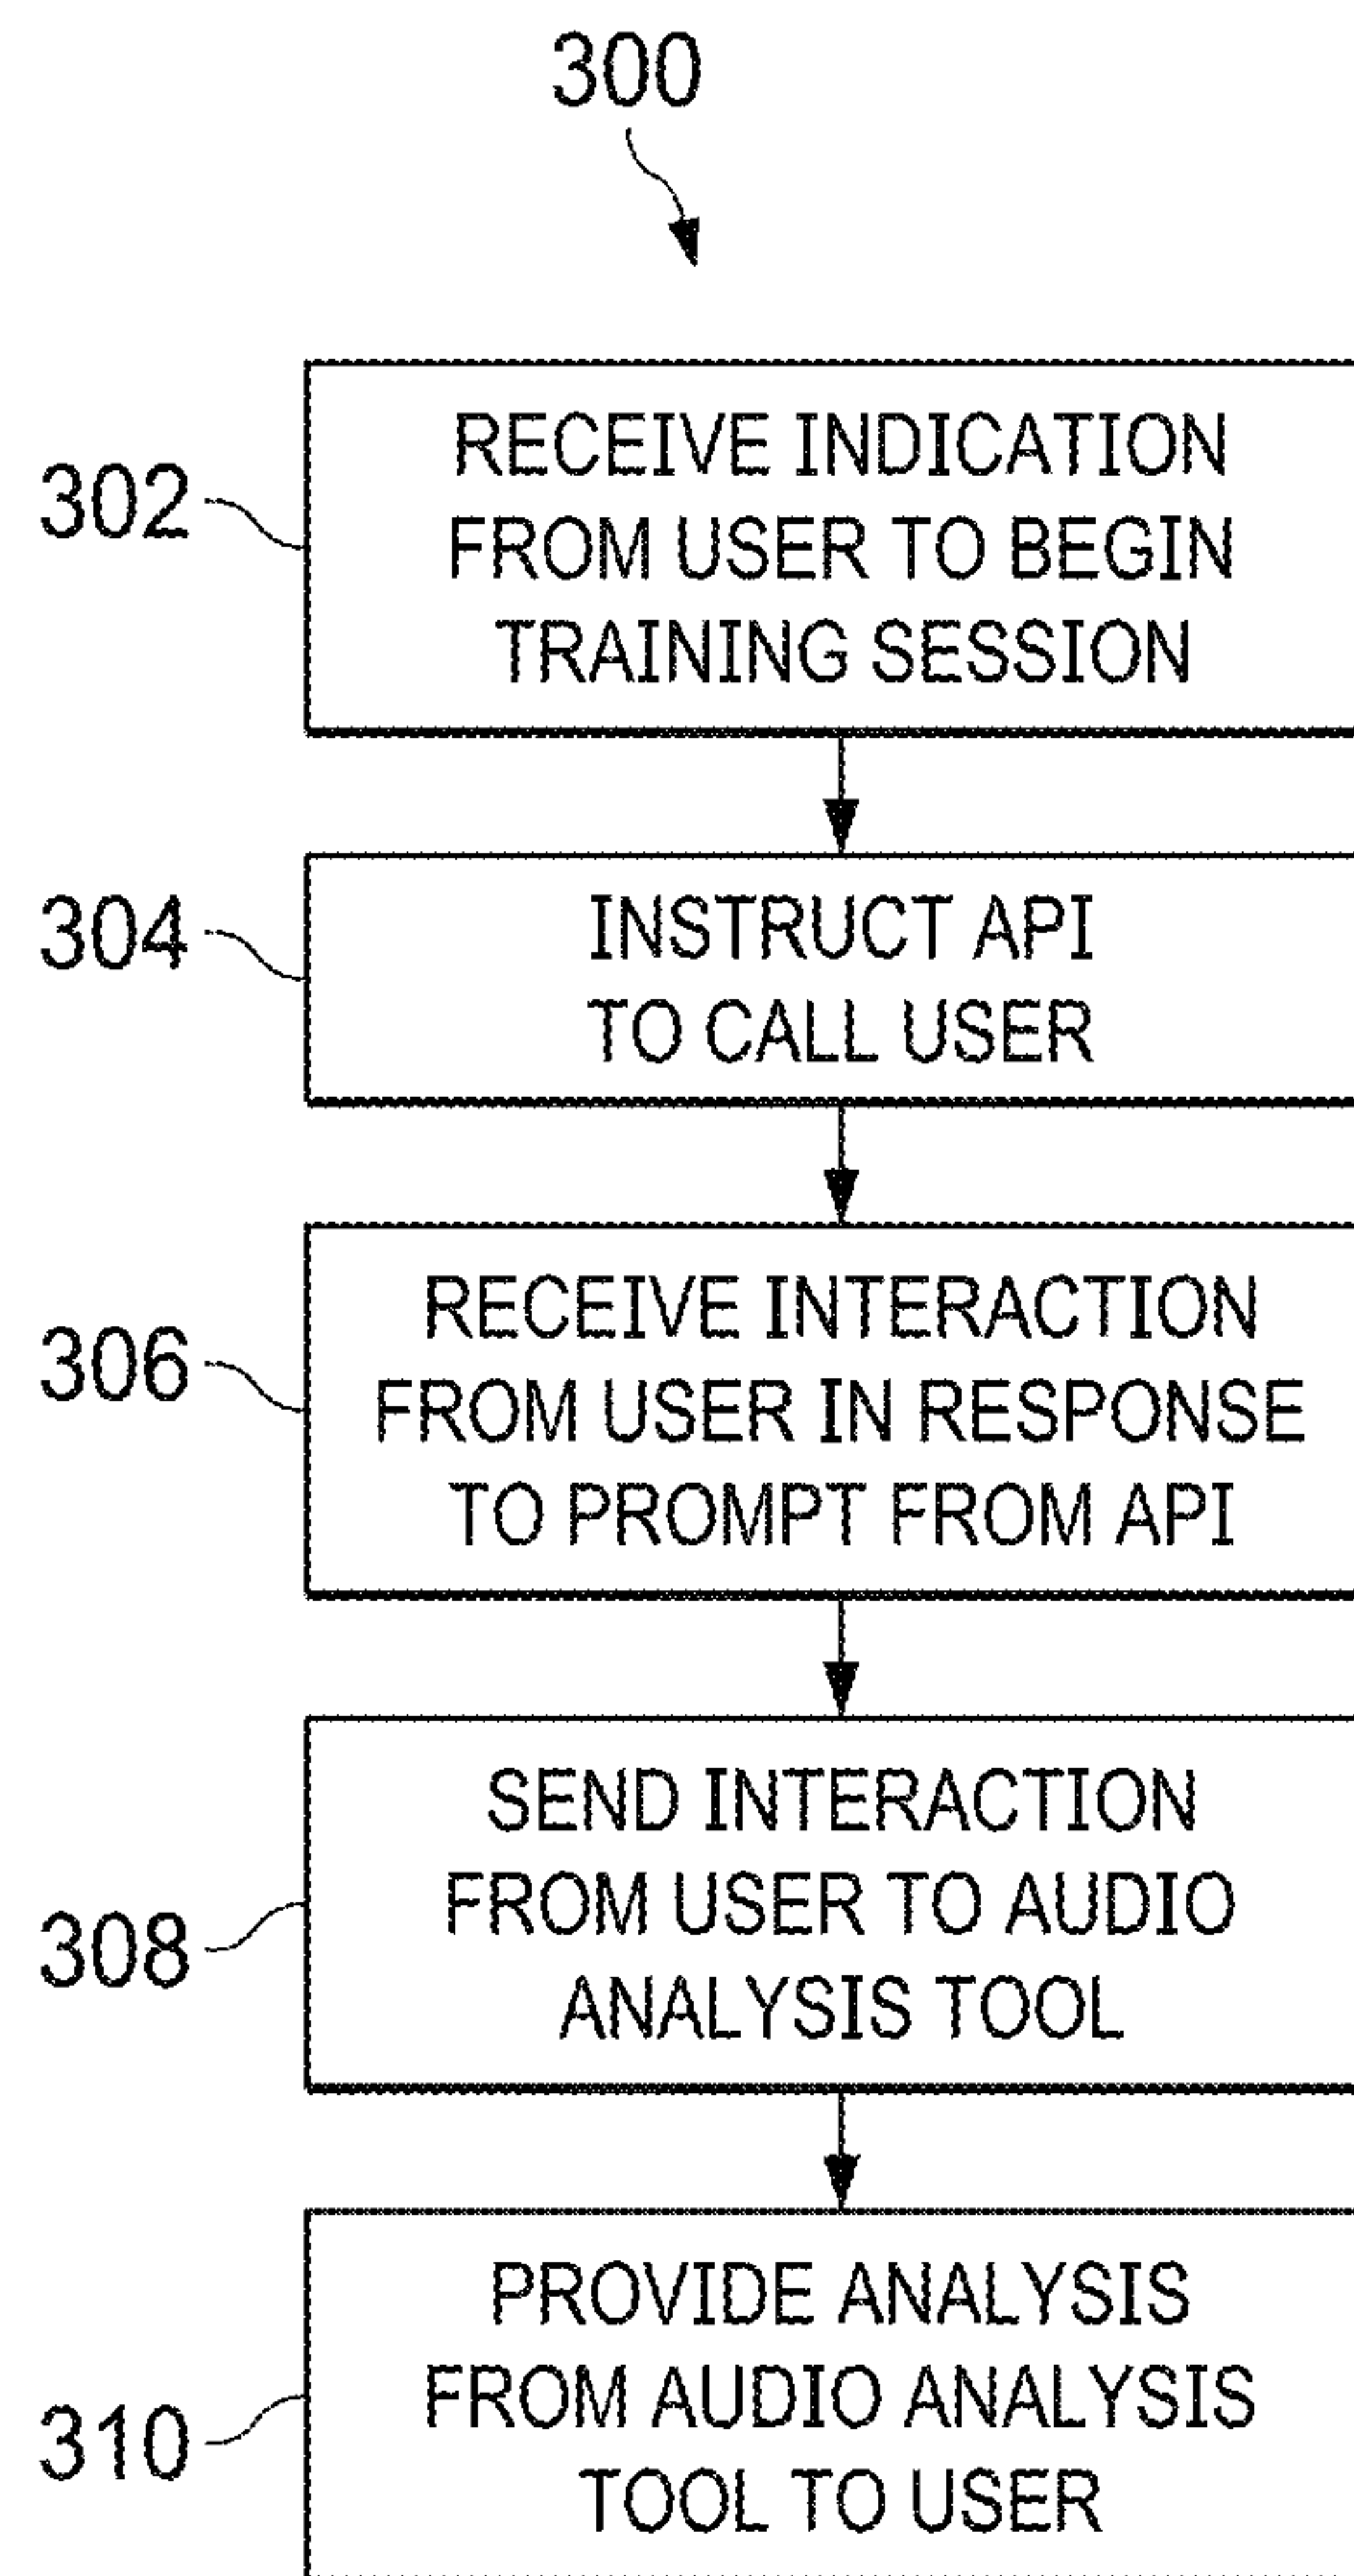 300
302
RECEIVE INDICATION
FROM USER TO BEGIN
TRAINING SESSION
304
INSTRUCT API
TO CALL USER
306
RECEIVE INTERACTION
FROM USER IN RESPONSE
TO PROMPT FROM API
308
SEND INTERACTION
FROM USER TO AUDIO
ANALYSIS TOOL
310
PROVIDE ANALYSIS
FROM AUDIO ANALYSIS
TOOL TO USER